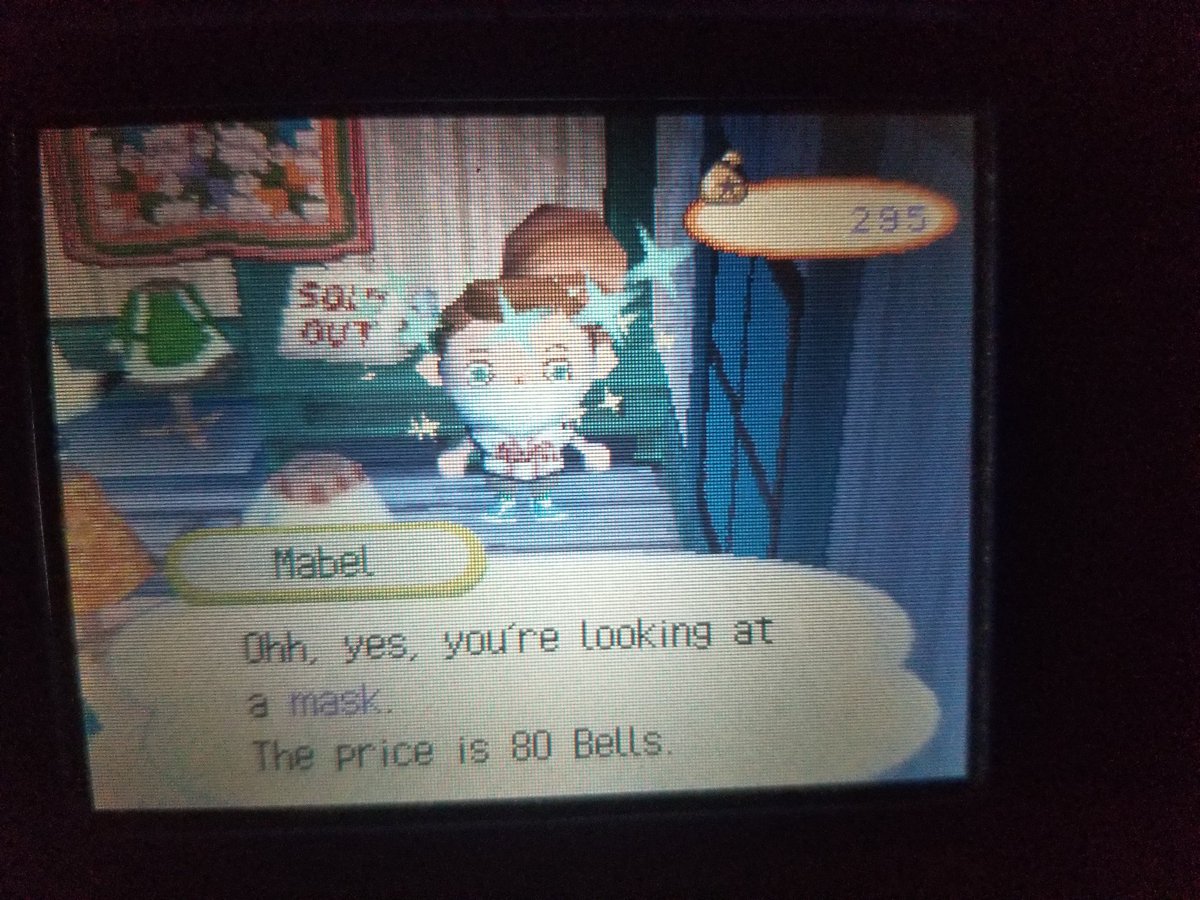 295
SOLD
OUT
Mabel
Ohh, yes, you're looking at
a mask.
The price is 80 Bells.